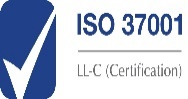 ISO 37001
LL-C (Certification)